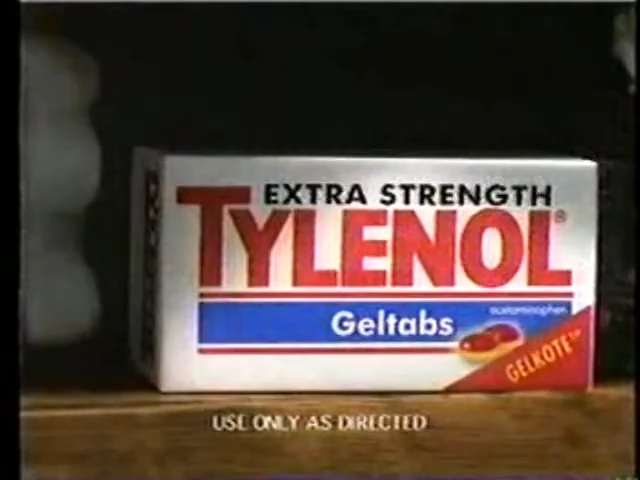 EXTRA STRENGTH
TYLENOL®
Geltabs
acetaminophen
GELKOTE™
USE ONLY AS DIRECTED